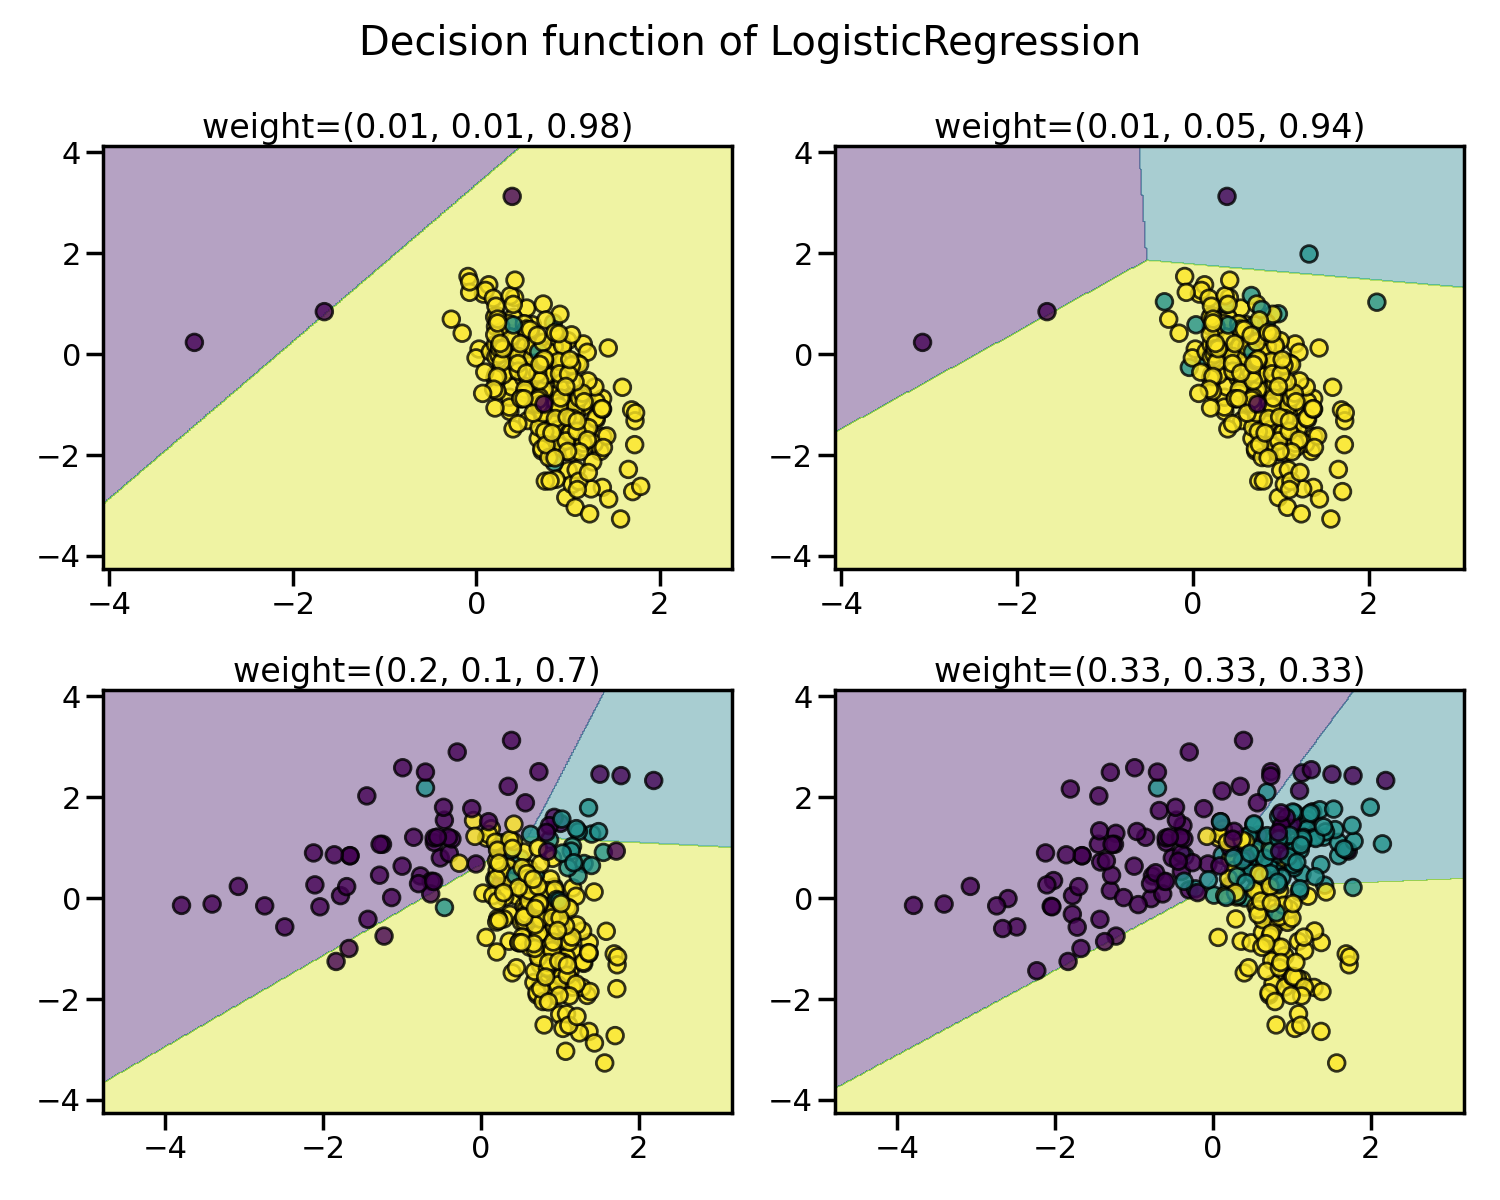 Decision function of LogisticRegression
weight=(0.01, 0.01, 0.98)
weight=(0.01, 0.05, 0.94)
4
2
0
−2
−4
−4 −2 0 2
4
2
0
−2
−4
−4 −2 0 2
weight=(0.2, 0.1, 0.7)
weight=(0.33, 0.33, 0.33)
4
2
0
−2
−4
−4 −2 0 2
4
2
0
−2
−4
−4 −2 0 2